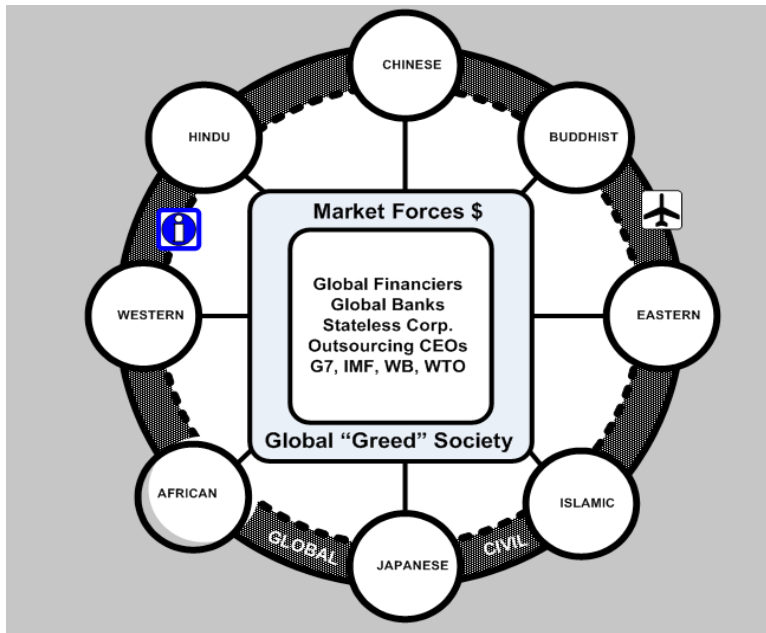 CHINESE
HINDU
BUDDHIST
Market Forces $
Global Financiers
Global Banks
Stateless Corp.
Outsourcing CEOs
G7, IMF, WB, WTO
Global “Greed” Society
WESTERN
EASTERN
AFRICAN
ISLAMIC
GLOBAL
CIVIL
JAPANESE
i